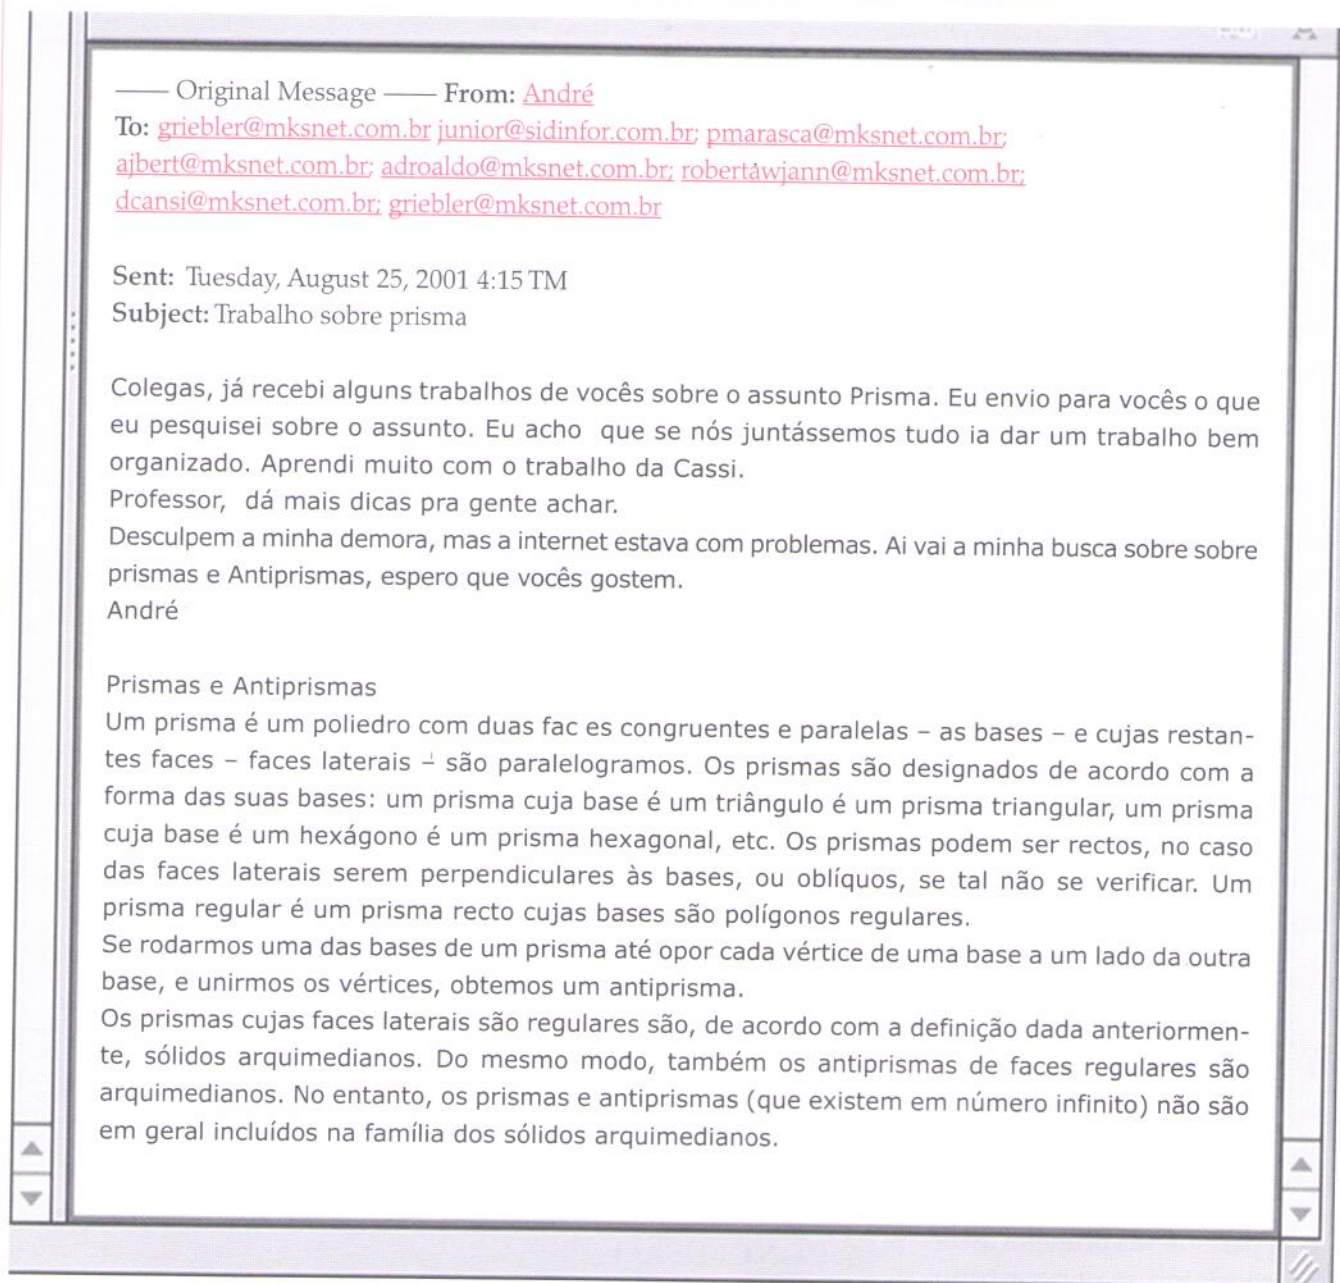 —— Original Message —— From: André
To: griebler@mksnet.com.br junior@sidinfor.com.br; pmarasca@mksnet.com.br;
ajbert@mksnet.com.br; adroaldo@mksnet.com.br; robertawjann@mksnet.com.br;
dcansi@mksnet.com.br; griebler@mksnet.com.br
Sent: Tuesday, August 25, 2001 4:15 TM
Subject: Trabalho sobre prisma
Colegas, já recebi alguns trabalhos de vocês sobre o assunto Prisma. Eu envio para vocês o que
eu pesquisei sobre o assunto. Eu acho que se nós juntássemos tudo ia dar um trabalho bem
organizado. Aprendi muito com o trabalho da Cassi.
Professor, dá mais dicas pra gente achar.
Desculpem a minha demora, mas a internet estava com problemas. Ai vai a minha busca sobre sobre
prismas e Antiprismas, espero que vocês gostem.
André
Prismas e Antiprismas
Um prisma é um poliedro com duas fac es congruentes e paralelas – as bases – e cujas restan-
tes faces – faces laterais – são paralelogramos. Os prismas são designados de acordo com a
forma das suas bases: um prisma cuja base é um triângulo é um prisma triangular, um prisma
cuja base é um hexágono é um prisma hexagonal, etc. Os prismas podem ser rectos, no caso
das faces laterais serem perpendiculares às bases, ou oblíquos, se tal não se verificar. Um
prisma regular é um prisma recto cujas bases são polígonos regulares.
Se rodarmos uma das bases de um prisma até opor cada vértice de uma base a um lado da outra
base, e unirmos os vértices, obtemos um antiprisma.
Os prismas cujas faces laterais são regulares são, de acordo com a definição dada anteriormen-
te, sólidos arquimedianos. Do mesmo modo, também os antiprismas de faces regulares são
arquimedianos. No entanto, os prismas e antiprismas (que existem em número infinito) não são
em geral incluídos na família dos sólidos arquimedianos.